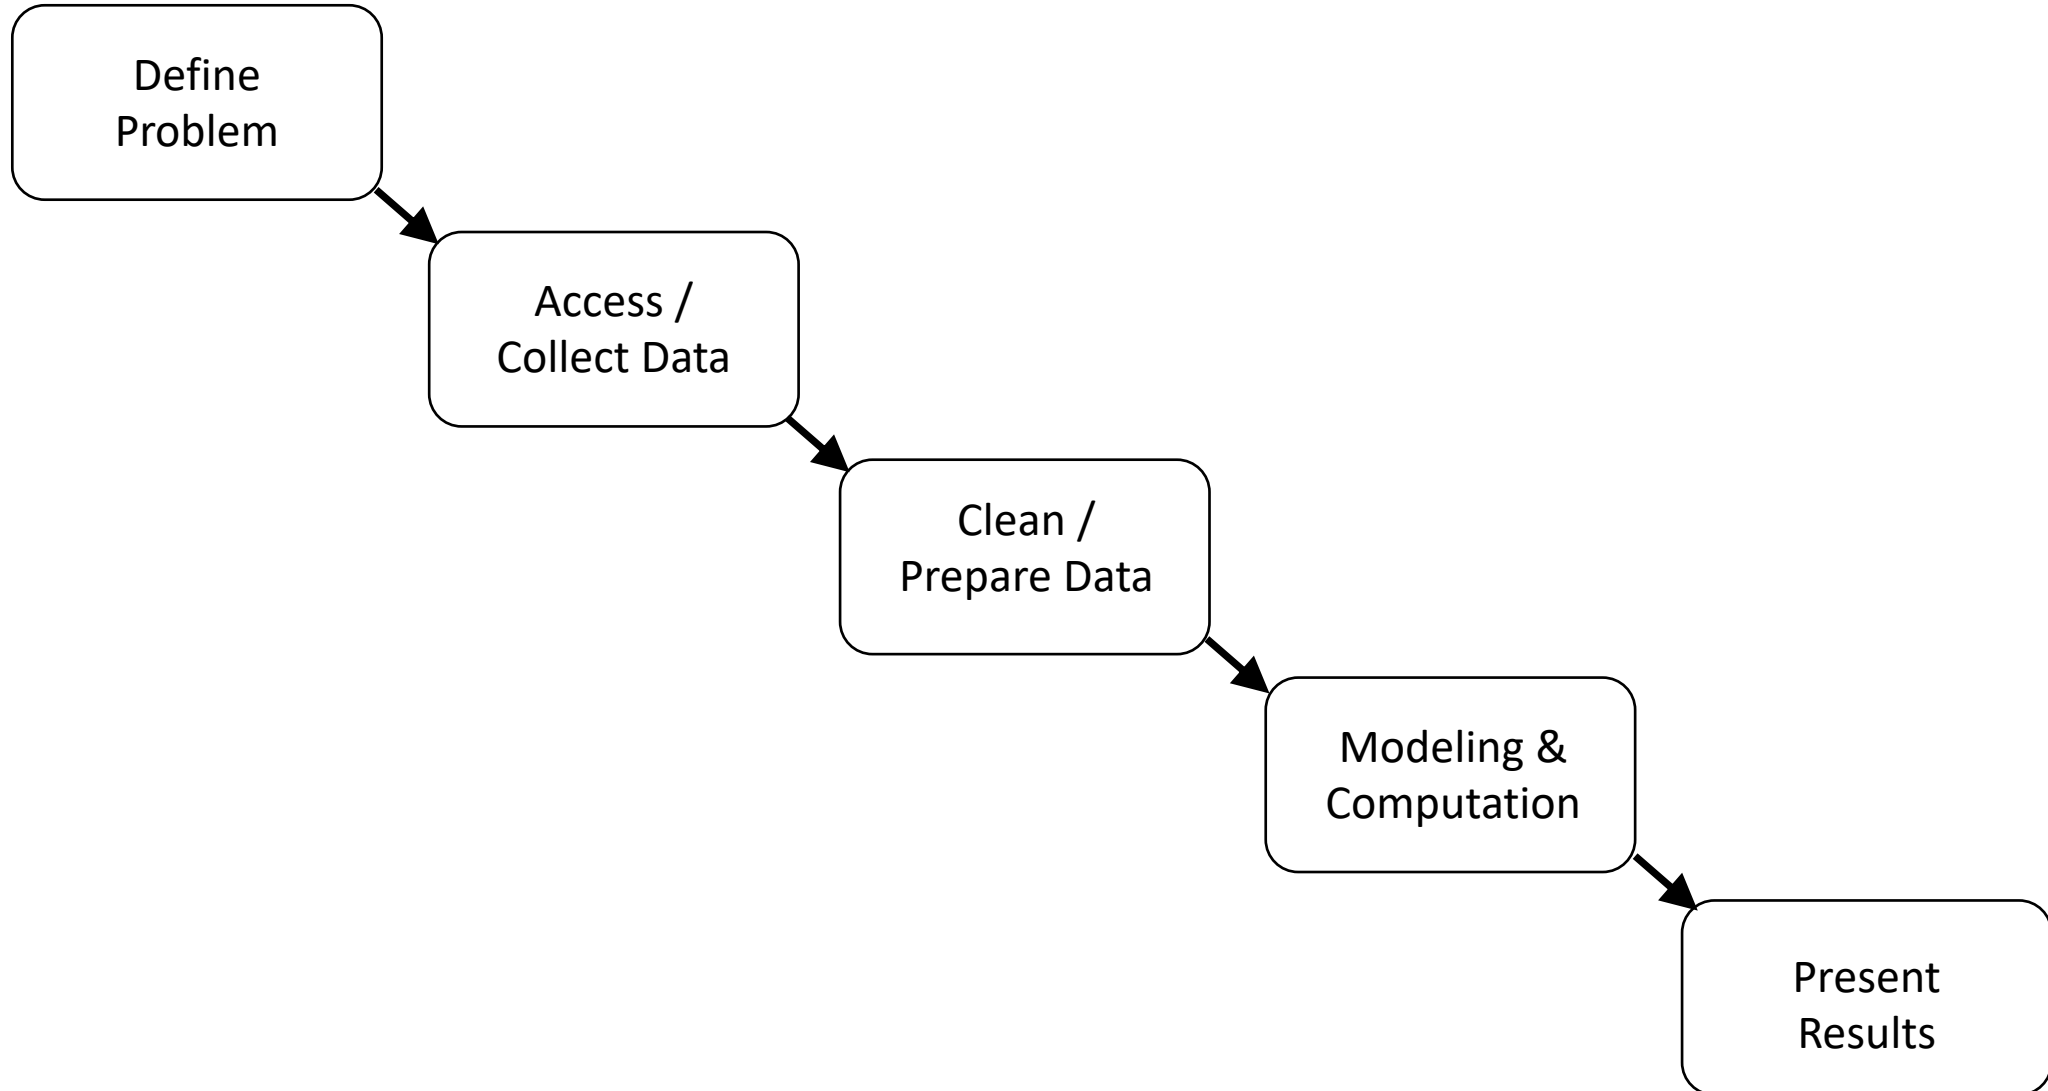 Define
Problem
Access /
Collect Data
Clean /
Prepare Data
Modeling &
Computation
Present
Results